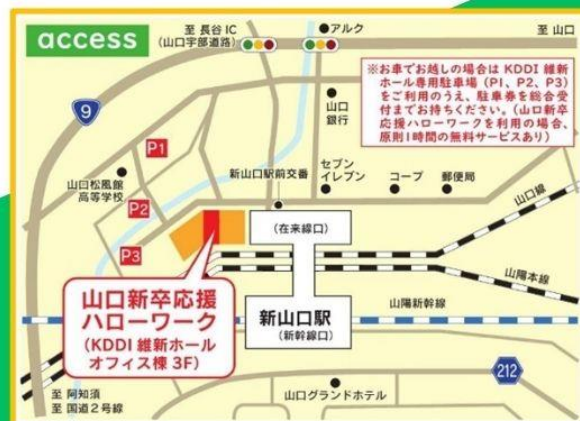 access
至 長谷IC
(山口宇部道路)
アルク
至 山口
※お車でお越しの場合は KDDI 維新
ホール専用駐車場 (P1、P2、P3)
をご利用のうえ、駐車券を総合受
付までお持ちください。(山口新卒
応援ハローワークを利用の場合、
原則1時間の無料サービスあり)
9
山口
銀行
P1
山口松風館
高等学校
新山口駅前交番
セブン
イレブン
コープ
郵便局
P2
山口線
(在来線口)
P3
山陽本線
山口新卒応援
ハローワーク
(KDDI 維新ホール
オフィス棟 3F)
新山口駅
(新幹線口)
山陽新幹線
212
至 阿知須
至 国道2号線
山口グランドホテル